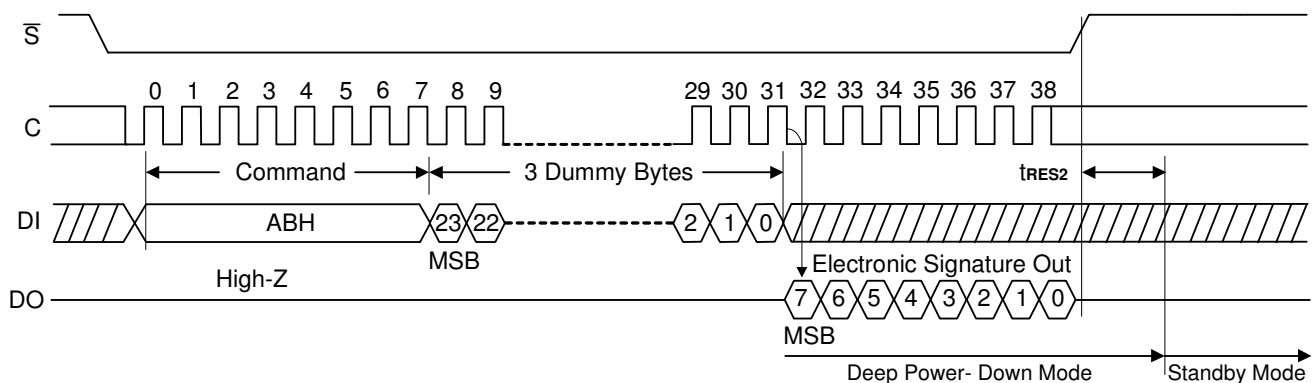 S
0 1 2 3 4 5 6 7 8 9 29 30 31 32 33 34 35 36 37 38
C
Command 3 Dummy Bytes tRES2
DI ABH 23 22 2 1 0
MSB
High-Z Electronic Signature Out
DO 7 6 5 4 3 2 1 0
MSB
Deep Power- Down Mode Standby Mode